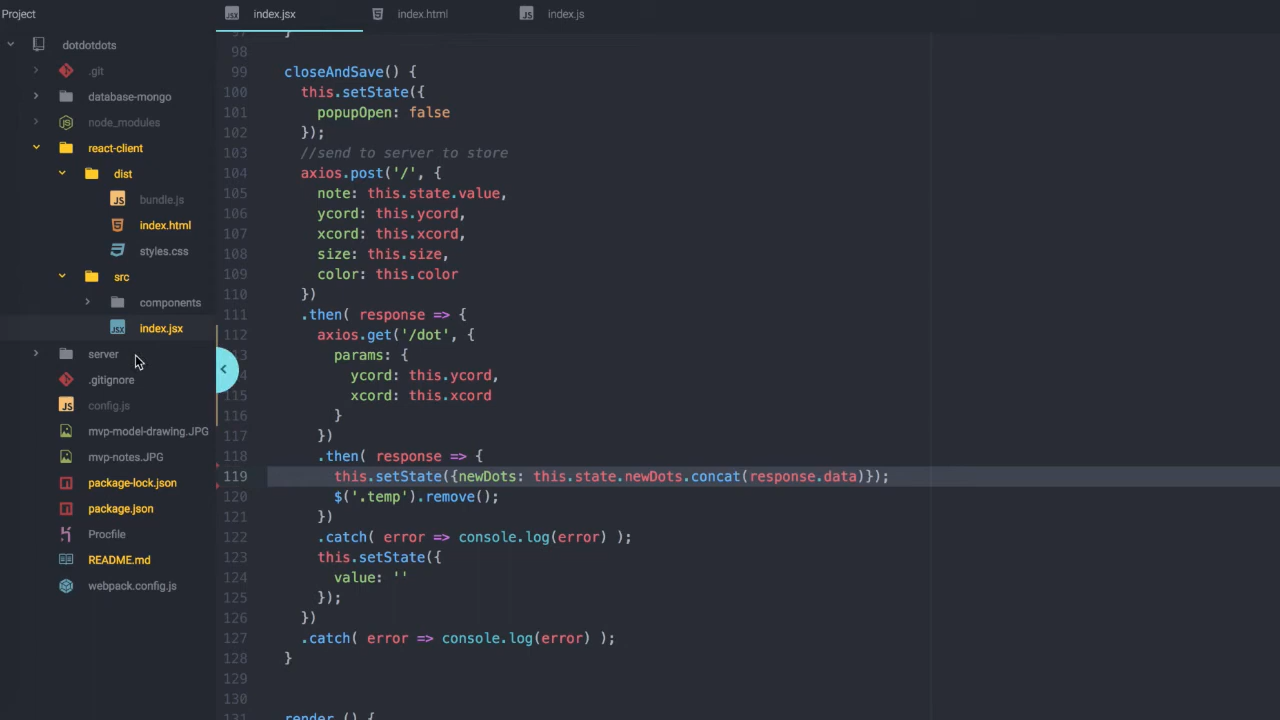 Project
index.jsx
index.html
index.js
dotdotdots
.git
database-mongo
node_modules
react-client
dist
bundle.js
index.html
styles.css
src
components
index.jsx
server
.gitignore
config.js
mvp-model-drawing.JPG
mvp-notes.JPG
package-lock.json
package.json
Procfile
README.md
webpack.config.js
98
99 closeAndSave() {
100 this.setState({
101 popupOpen: false
102 });
103 //send to server to store
104 axios.post('/', {
105 note: this.state.value,
106 ycord: this.ycord,
107 xcord: this.xcord,
108 size: this.size,
109 color: this.color
110 })
111 .then( response => {
112 axios.get('/dot', {
13 params: {
4 ycord: this.ycord,
15 xcord: this.xcord
116 }
117 })
118 .then( response => {
119 this.setState({newDots: this.state.newDots.concat(response.data)});
120 $('.temp').remove();
121 })
122 .catch( error => console.log(error) );
123 this.setState({
124 value: ''
125 });
126 })
127 .catch( error => console.log(error) );
128 }
129
130
131 render () {